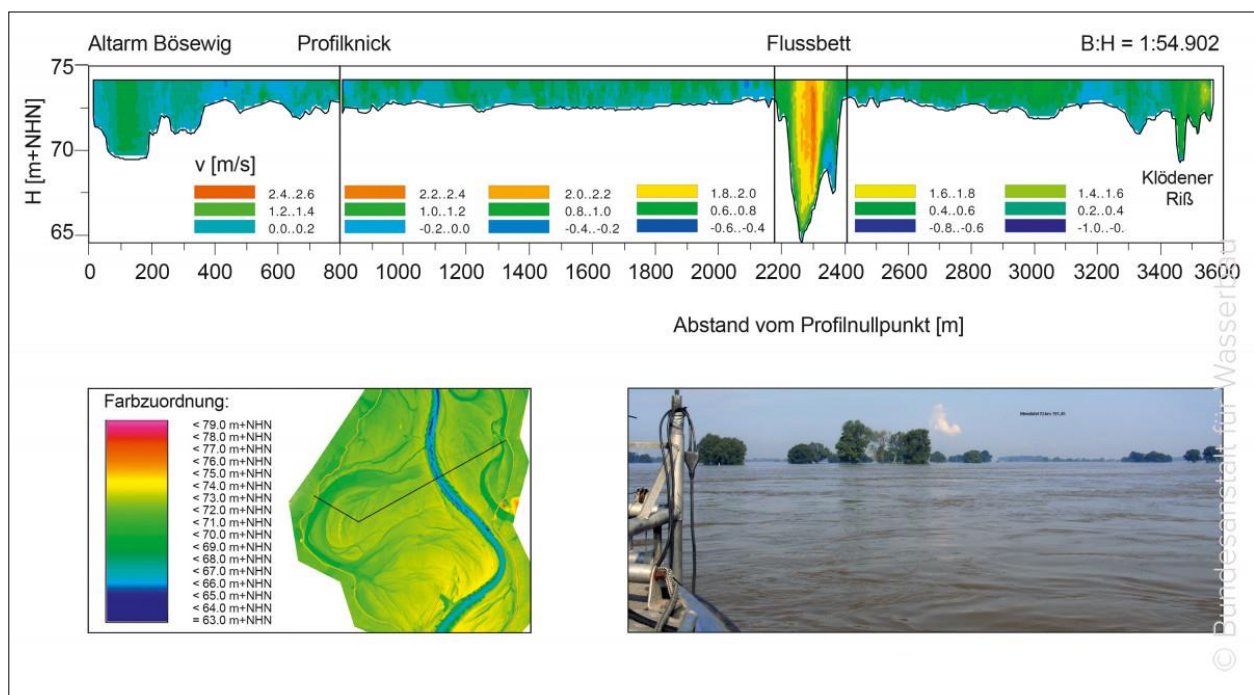 Altarm Bösewig Profilknick Flussbett B:H = 1:54.902
75
70
65
H [m+NHN]
v [m/s]
2.4..2.6 2.2..2.4 2.0..2.2 1.8..2.0 1.6..1.8 1.4..1.6
1.2..1.4 1.0..1.2 0.8..1.0 0.6..0.8 0.4..0.6 0.2..0.4
0.0..0.2 -0.2..0.0 -0.4..-0.2 -0.6..-0.4 -0.8..-0.6 -1.0..-0.
Klödener
Riß
0 200 400 600 800 1000 1200 1400 1600 1800 2000 2200 2400 2600 2800 3000 3200 3400 3600
Abstand vom Profilnullpunkt [m]
Farbzuordnung:
< 79.0 m+NHN
< 78.0 m+NHN
< 77.0 m+NHN
< 76.0 m+NHN
< 75.0 m+NHN
< 74.0 m+NHN
< 73.0 m+NHN
< 72.0 m+NHN
< 71.0 m+NHN
< 70.0 m+NHN
< 69.0 m+NHN
< 68.0 m+NHN
< 67.0 m+NHN
< 66.0 m+NHN
< 65.0 m+NHN
< 64.0 m+NHN
= 63.0 m+NHN
© Bundesanstalt für Wasserbau